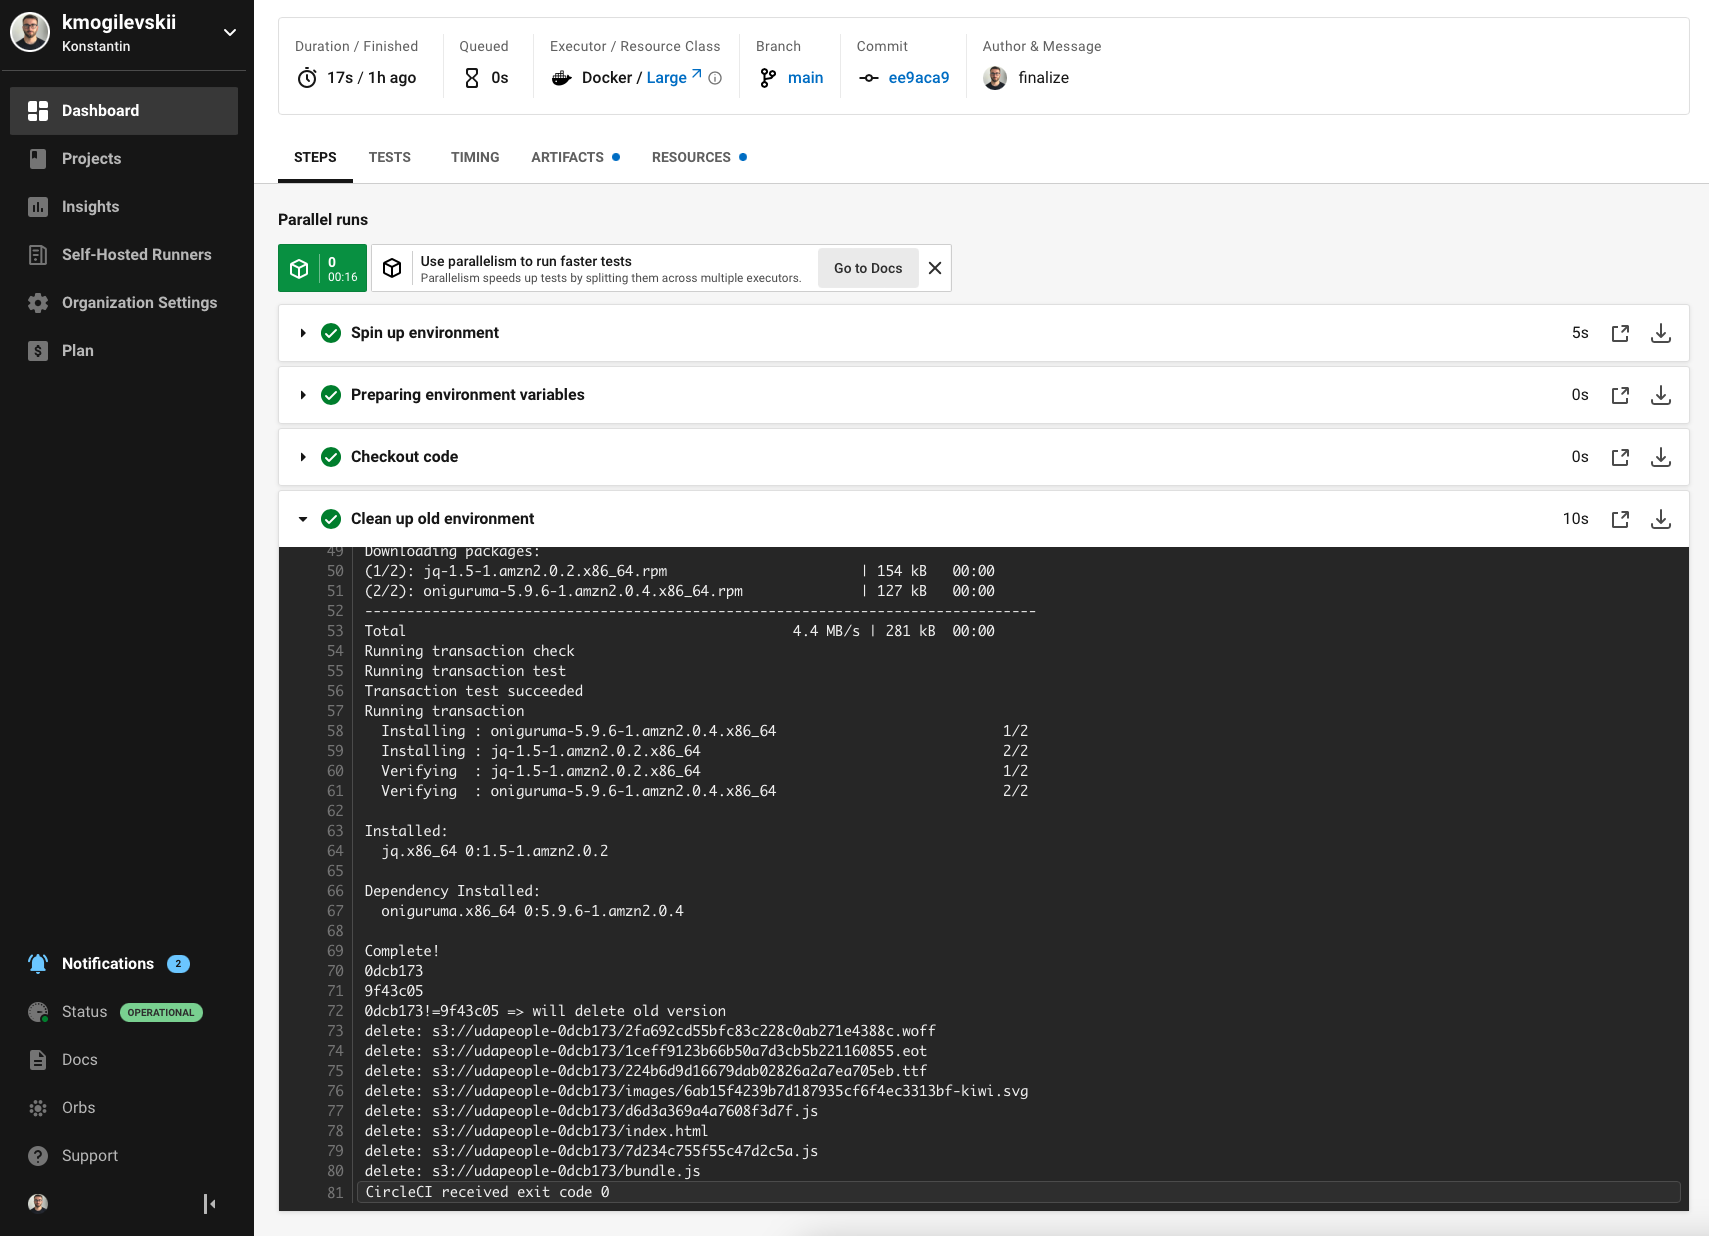 kmogilevskii
Konstantin
Dashboard
Projects
Insights
Self-Hosted Runners
Organization Settings
Plan
Notifications 2
Status OPERATIONAL
Docs
Orbs
Support
Duration / Finished
17s / 1h ago
Queued
0s
Executor / Resource Class
Docker / Large
Branch
main
Commit
ee9aca9
Author & Message
finalize
STEPS TESTS TIMING ARTIFACTS RESOURCES
Parallel runs
0
00:16
Use parallelism to run faster tests
Parallelism speeds up tests by splitting them across multiple executors.
Go to Docs
Spin up environment 5s
Preparing environment variables 0s
Checkout code 0s
Clean up old environment 10s
49 Downloading packages:
50 (1/2): jq-1.5-1.amzn2.0.2.x86_64.rpm | 154 kB 00:00
51 (2/2): oniguruma-5.9.6-1.amzn2.0.4.x86_64.rpm | 127 kB 00:00
52 --------------------------------------------------------------------------------
53 Total 4.4 MB/s | 281 kB 00:00
54 Running transaction check
55 Running transaction test
56 Transaction test succeeded
57 Running transaction
58 Installing : oniguruma-5.9.6-1.amzn2.0.4.x86_64 1/2
59 Installing : jq-1.5-1.amzn2.0.2.x86_64 2/2
60 Verifying : jq-1.5-1.amzn2.0.2.x86_64 1/2
61 Verifying : oniguruma-5.9.6-1.amzn2.0.4.x86_64 2/2
62
63 Installed:
64 jq.x86_64 0:1.5-1.amzn2.0.2
65
66 Dependency Installed:
67 oniguruma.x86_64 0:5.9.6-1.amzn2.0.4
68
69 Complete!
70 0dcb173
71 9f43c05
72 0dcb173!=9f43c05 => will delete old version
73 delete: s3://udapeople-0dcb173/2fa692cd55bfc83c228c0ab271e4388c.woff
74 delete: s3://udapeople-0dcb173/1ceff9123b66b50a7d3cb5b221160855.eot
75 delete: s3://udapeople-0dcb173/224b6d9d16679dab02826a2a7ea705eb.ttf
76 delete: s3://udapeople-0dcb173/images/6ab15f4239b7d187935cf6f4ec3313bf-kiwi.svg
77 delete: s3://udapeople-0dcb173/d6d3a369a4a7608f3d7f.js
78 delete: s3://udapeople-0dcb173/index.html
79 delete: s3://udapeople-0dcb173/7d234c755f55c47d2c5a.js
80 delete: s3://udapeople-0dcb173/bundle.js
81 CircleCI received exit code 0